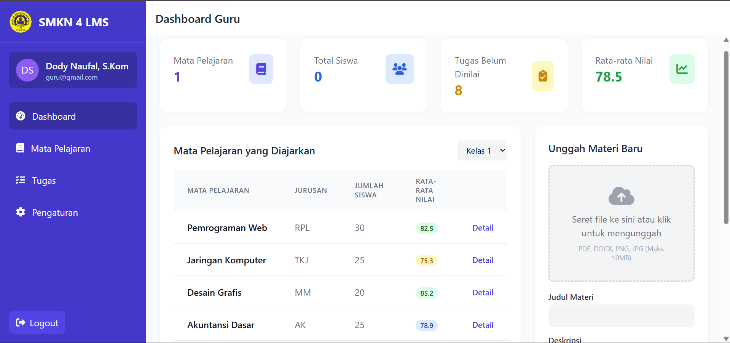 SMKN 4 LMS
DS
Dody Naufal, S.Kom
guru@gmail.com
Dashboard
Mata Pelajaran
Tugas
Pengaturan
Logout
Dashboard Guru
Mata Pelajaran
1
Total Siswa
0
Tugas Belum
Dinilai
8
Rata-rata Nilai
78.5
Mata Pelajaran yang Diajarkan
Kelas 1
MATA PELAJARAN JURUSAN JUMLAH SISWA RATA-RATA NILAI
Pemrograman Web RPL 30 82.5 Detail
Jaringan Komputer TKJ 25 75.3 Detail
Desain Grafis MM 20 85.2 Detail
Akuntansi Dasar AK 25 78.9 Detail
Unggah Materi Baru
Seret file ke sini atau klik
untuk mengunggah
PDF, DOCX, PNG, JPG (Maks.
10MB)
Judul Materi
Deskripsi